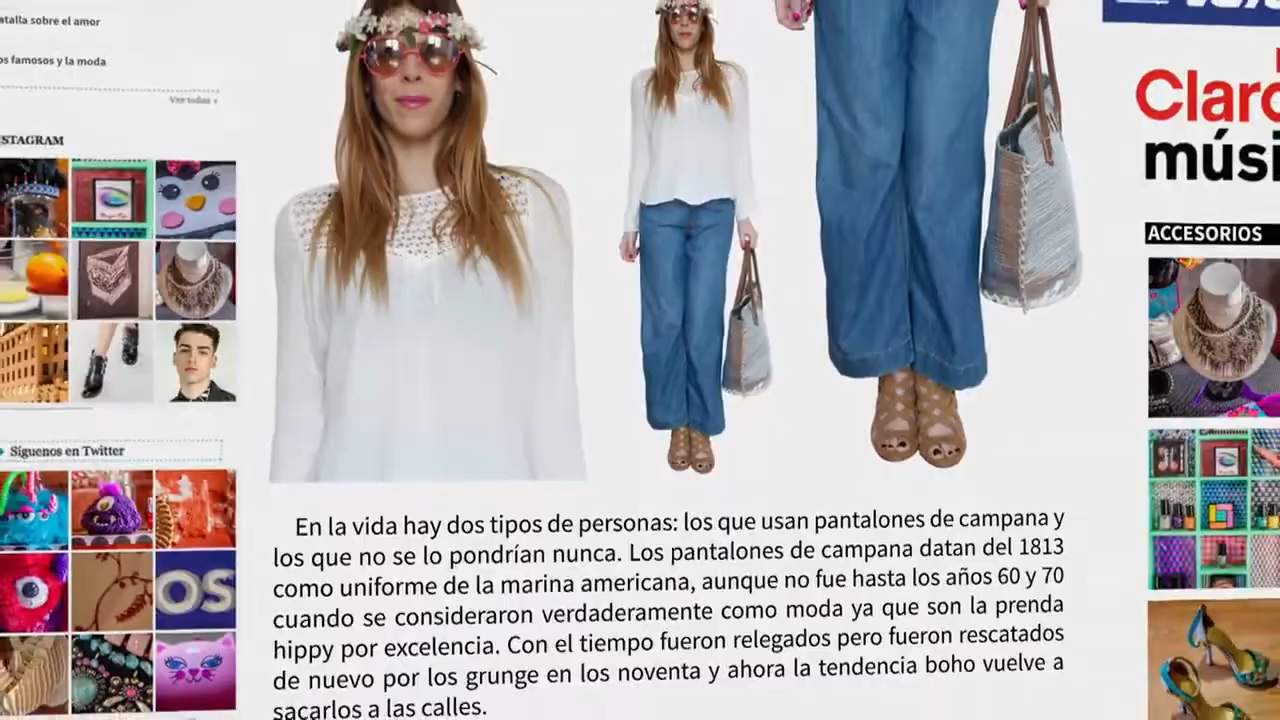 atalla sobre el amor
os famosos y la moda
Ver todas
STAGRAM
Síguenos en Twitter
OS
En la vida hay dos tipos de personas: los que usan pantalones de campana y
los que no se lo pondrían nunca. Los pantalones de campana datan del 1813
como uniforme de la marina americana, aunque no fue hasta los años 60 y 70
cuando se consideraron verdaderamente como moda ya que son la prenda
hippy por excelencia. Con el tiempo fueron relegados pero fueron rescatados
de nuevo por los grunge en los noventa y ahora la tendencia boho vuelve a
sacarlos a las calles.
Claro
músi
ACCESORIOS